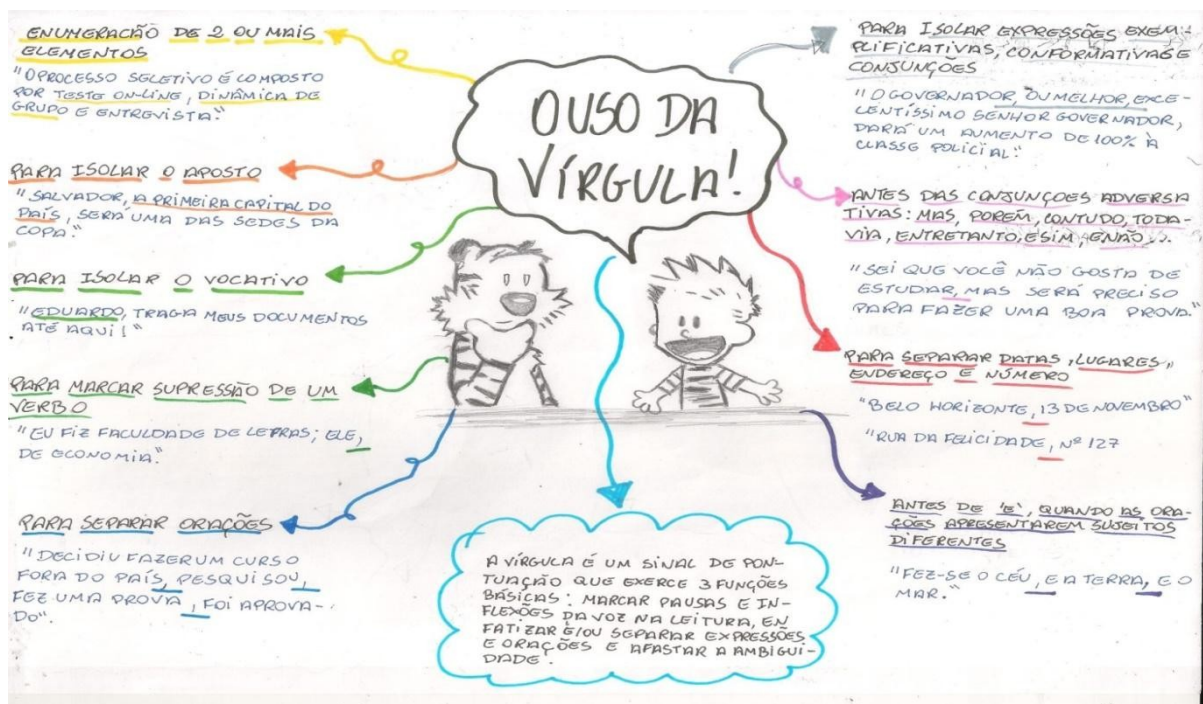 O USO DA
VÍRGULA!
ENUMERAÇÃO DE 2 OU MAIS
ELEMENTOS
"O PROCESSO SELETIVO É COMPOSTO
POR TESTE ON-LINE, DINÂMICA DE
GRUPO E ENTREVISTA."
PARA ISOLAR O APOSTO
"SALVADOR, A PRIMEIRA CAPITAL DO
PAÍS, SERÁ UMA DAS SEDES DA
COPA."
PARA ISOLAR O VOCATIVO
"EDUARDO, TRAGA MEUS DOCUMENTOS
ATÉ AQUI!"
PARA MARCAR SUPRESSÃO DE UM
VERBO
"EU FIZ FACULDADE DE LETRAS; ELE,
DE ECONOMIA."
PARA SEPARAR ORAÇÕES
"DECIDIU FAZER UM CURSO
FORA DO PAÍS, PESQUISOU,
FEZ UMA PROVA, FOI APROVA-
DO".
PARA ISOLAR EXPRESSÕES EXEM-
PLIFICATIVAS, CONFORMATIVAS E
CONJUNÇÕES
"O GOVERNADOR, OU MELHOR, EXCE-
LENTÍSSIMO SENHOR GOVERNADOR,
DARÁ UM AUMENTO DE 100% À
CLASSE POLICIAL."
ANTES DAS CONJUNÇOES ADVERSA
TIVAS: MAS, PORÉM, CONTUDO, TODA-
VIA, ENTRETANTO, E SIM, E NÃO...
"SEI QUE VOCÊ NÃO GOSTA DE
ESTUDAR, MAS SERÁ PRECISO
PARA FAZER UMA BOA PROVA."
PARA SEPARAR DATAS, LUGARES,
ENDEREÇO E NÚMERO
"BELO HORIZONTE, 13 DE NOVEMBRO"
"RUA DA FELICIDADE, Nº 127
ANTES DE 'E', QUANDO AS ORA-
ÇÕES APRESENTAREM SUJEITOS
DIFERENTES
"FEZ-SE O CÉU, E A TERRA, E O
MAR."
A VÍRGULA É UM SINAL DE PON-
TUAÇÃO QUE EXERCE 3 FUNÇÕES
BÁSICAS: MARCAR PAUSAS E IN-
FLEXÕES DA VOZ NA LEITURA, EN
FATIZAR E/OU SEPARAR EXPRESSÕES
E ORAÇÕES E AFASTAR A AMBIGUI-
DADE.